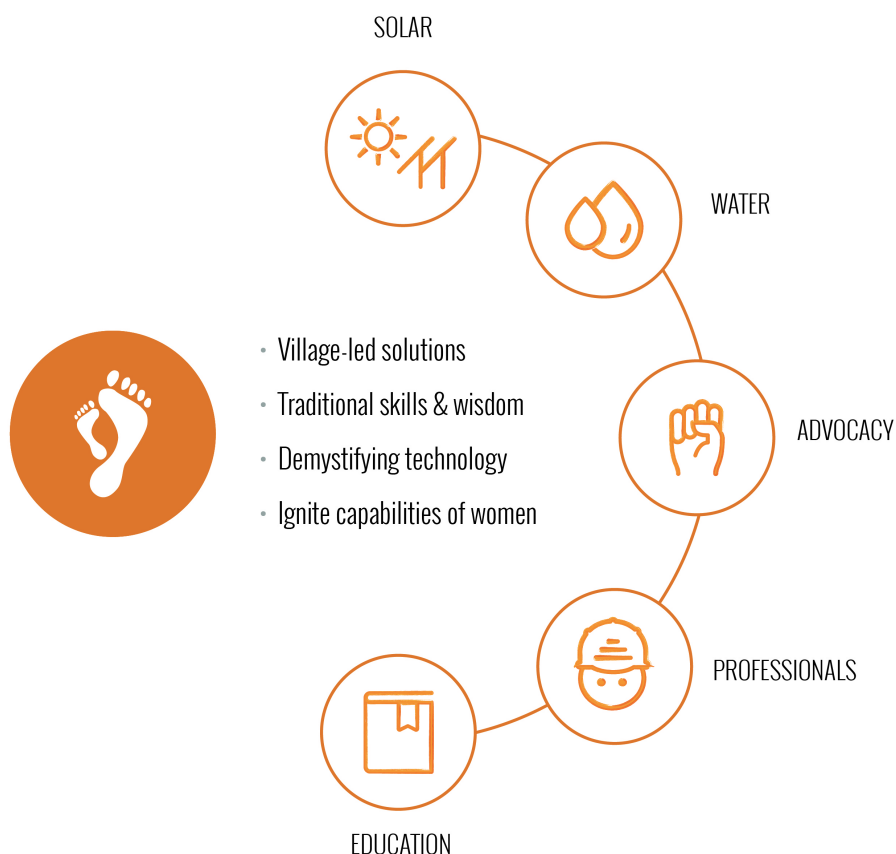 SOLAR
WATER
• Village-led solutions
• Traditional skills & wisdom
• Demystifying technology
• Ignite capabilities of women
ADVOCACY
PROFESSIONALS
EDUCATION